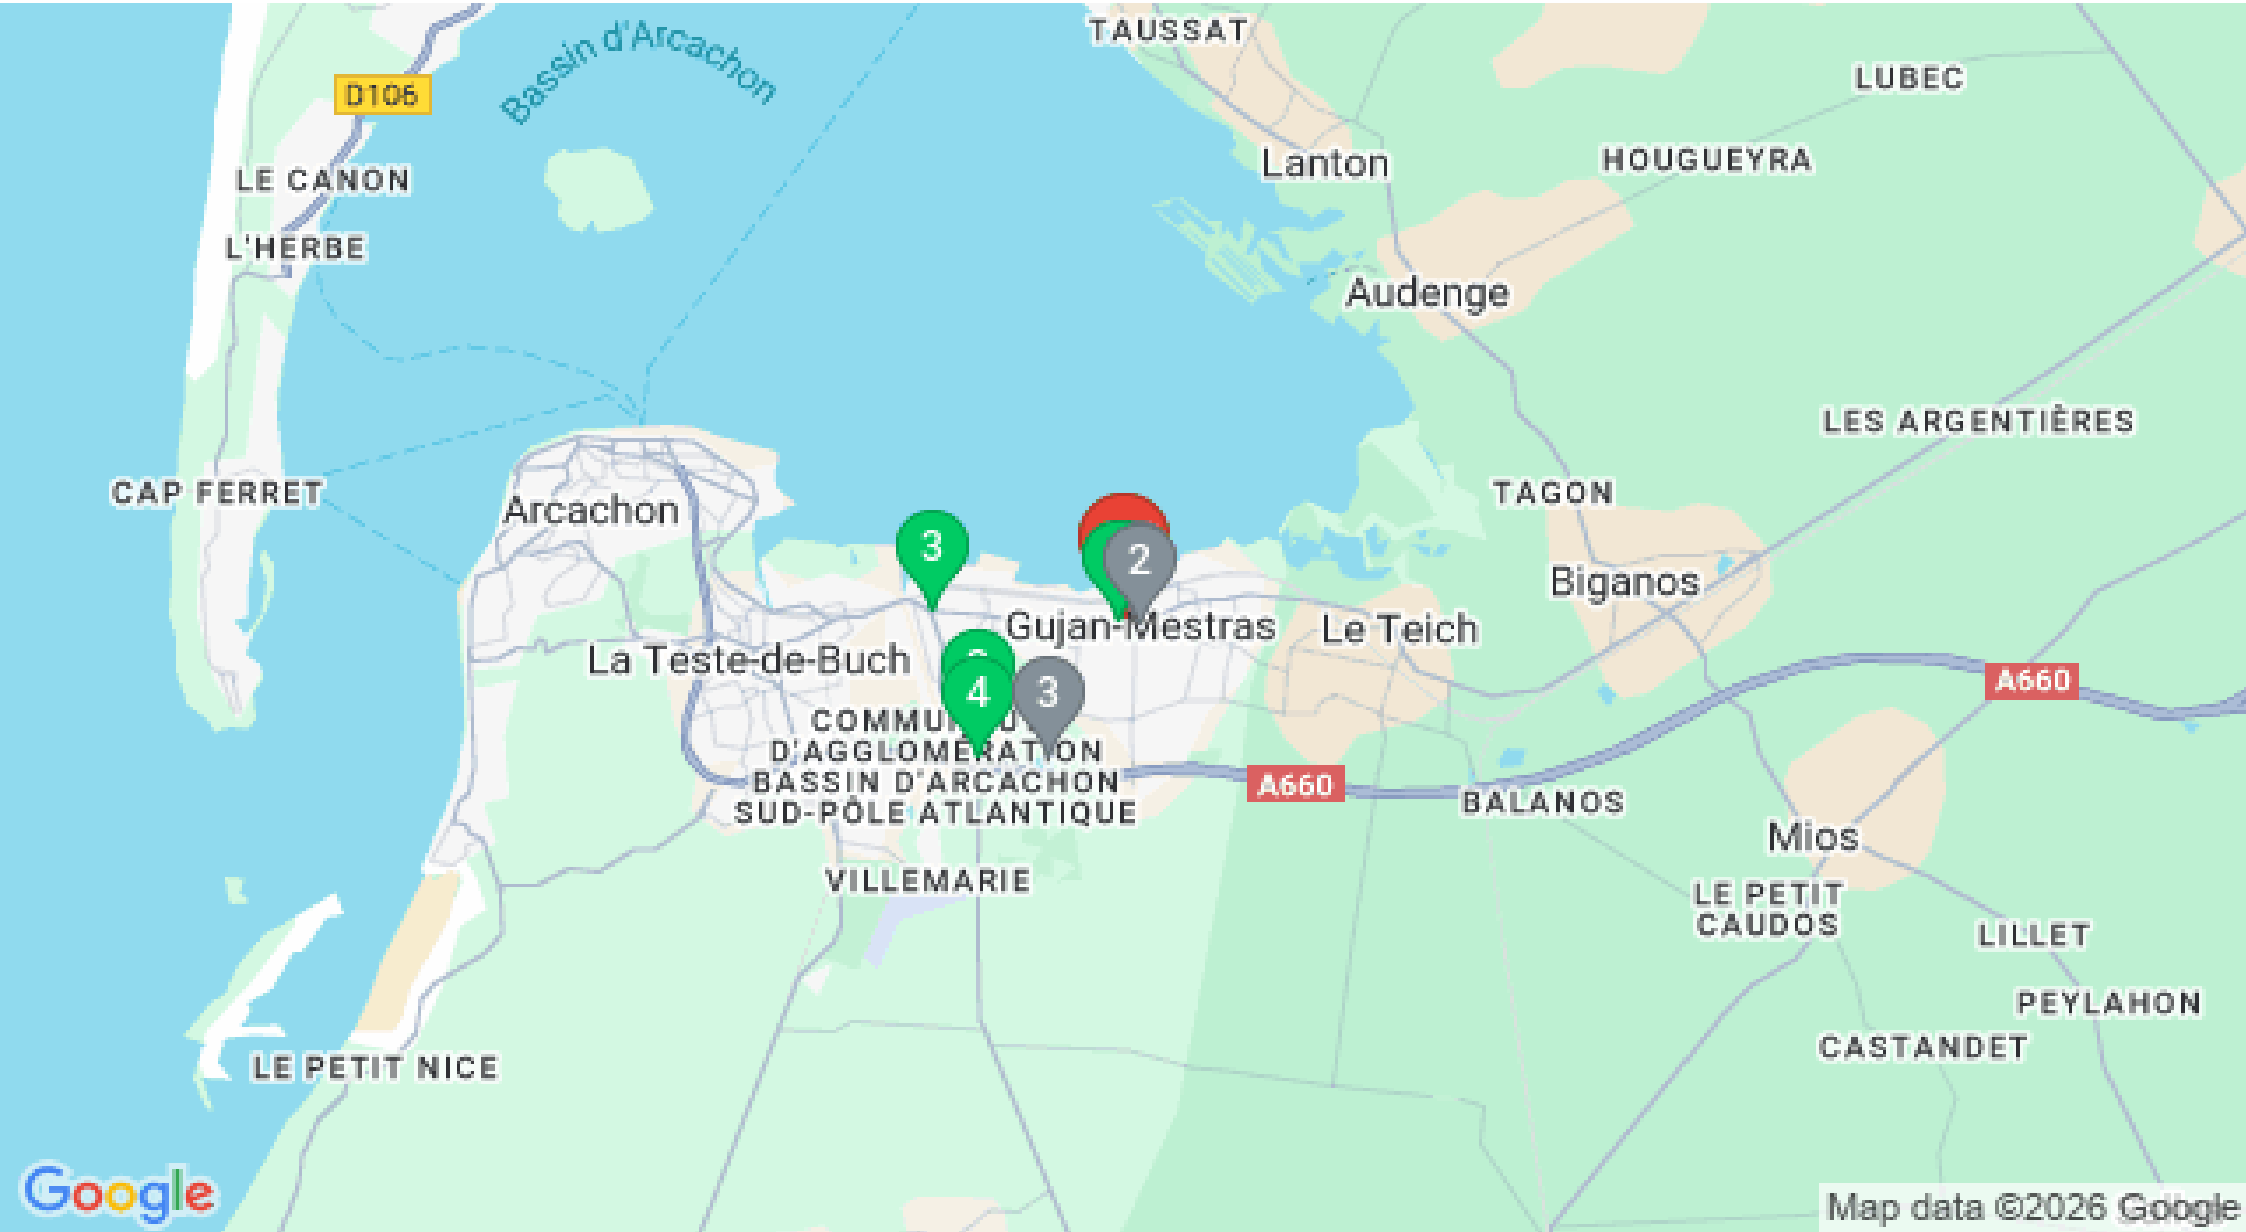 TAUSSAT
Bassin d'Arcachon
LUBEC
D106
HOUGUEYRA
Lanton
LE CANON
L'HERBE
Audenge
LES ARGENTIÈRES
CAP FERRET
TAGON
Arcachon
3
2
Biganos
Gujan-Mestras
Le Teich
La Teste-de-Buch
4
3
A660
D'AGGLOMÉRATION
BASSIN D'ARCACHON
SUD-PÔLE ATLANTIQUE
A660
BALANOS
Mios
VILLEMARIE
LE PETIT
CAUDOS
LILLET
PEYLAHON
CASTANDET
LE PETIT NICE
Google
Map data ©2026 Google